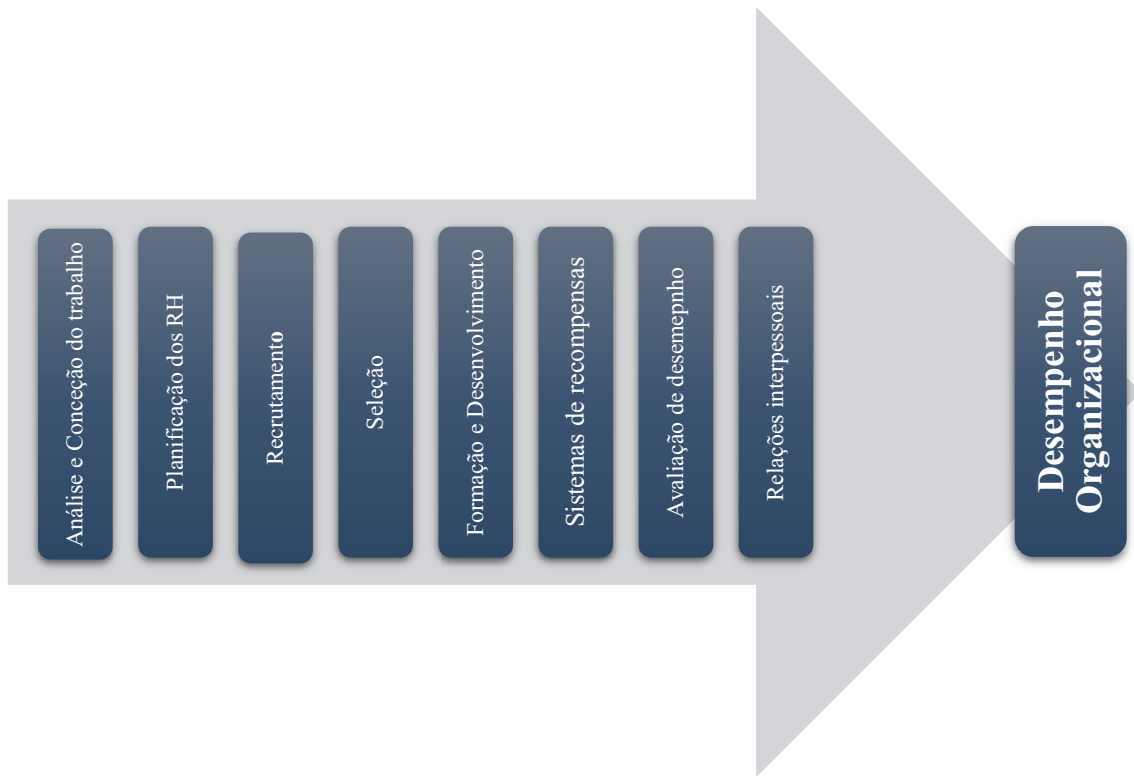 Análise e Conceção do trabalho
Planificação dos RH
Recrutamento
Seleção
Formação e Desenvolvimento
Sistemas de recompensas
Avaliação de desemepnho
Relações interpessoais
Desempenho
Organizacional